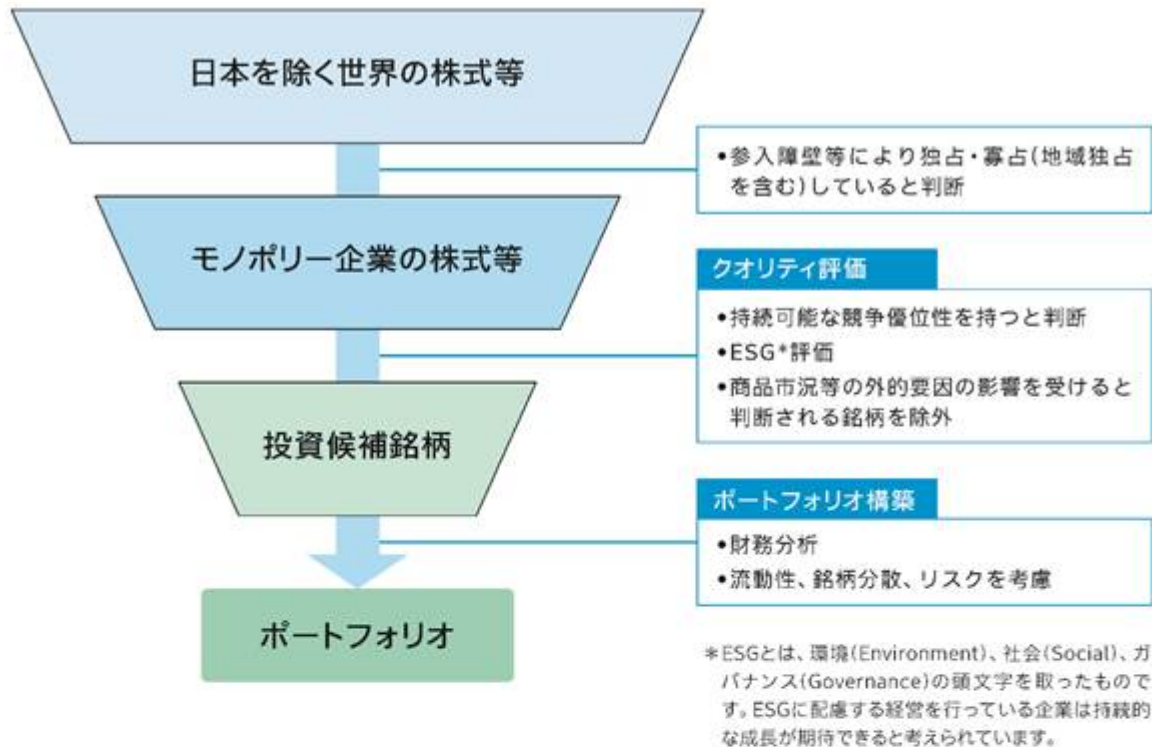 日本を除く世界の株式等
•参入障壁等により独占・寡占(地域独占
を含む)していると判断
モノポリー企業の株式等
クオリティ評価
•持続可能な競争優位性を持つと判断
•ESG*評価
•商品市況等の外的要因の影響を受けると
判断される銘柄を除外
投資候補銘柄
ポートフォリオ構築
•財務分析
•流動性、銘柄分散、リスクを考慮
ポートフォリオ
*ESGとは、環境(Environment)、社会(Social)、ガ
バナンス(Governance)の頭文字を取ったもので
す。ESGに配慮する経営を行っている企業は持続的
な成長が期待できると考えられています。